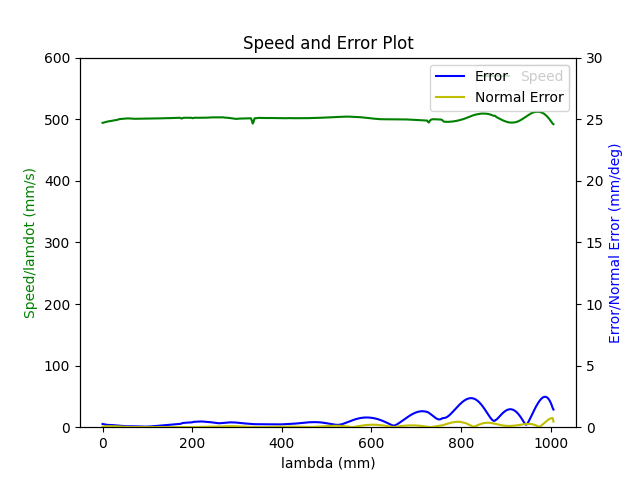 Speed and Error Plot
600
500
400
300
200
100
0
30
25
20
15
10
5
0
0 200 400 600 800 1000
lambda (mm)
Speed/lamdot (mm/s)
Error/Normal Error (mm/deg)
Error
Speed
Normal Error